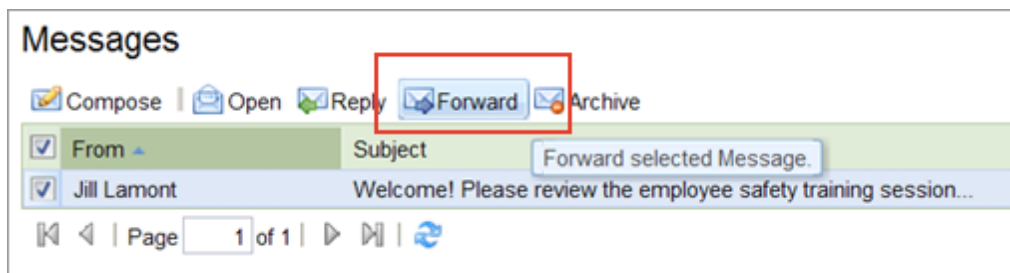 Messages
Compose Open Reply Forward Archive
From Subject
Forward selected Message.
Jill Lamont Welcome! Please review the employee safety training session...
Page 1 of 1